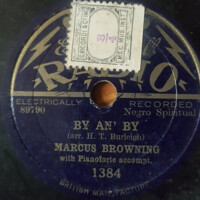 RADIO
ELECTRICALLY RECORDED
89790 Negro Spiritual
BY AN' BY
(arr. H. T. Burleigh)
MARCUS BROWNING
with Pianoforte accompt.
1384
BRITISH MANUFACTURE